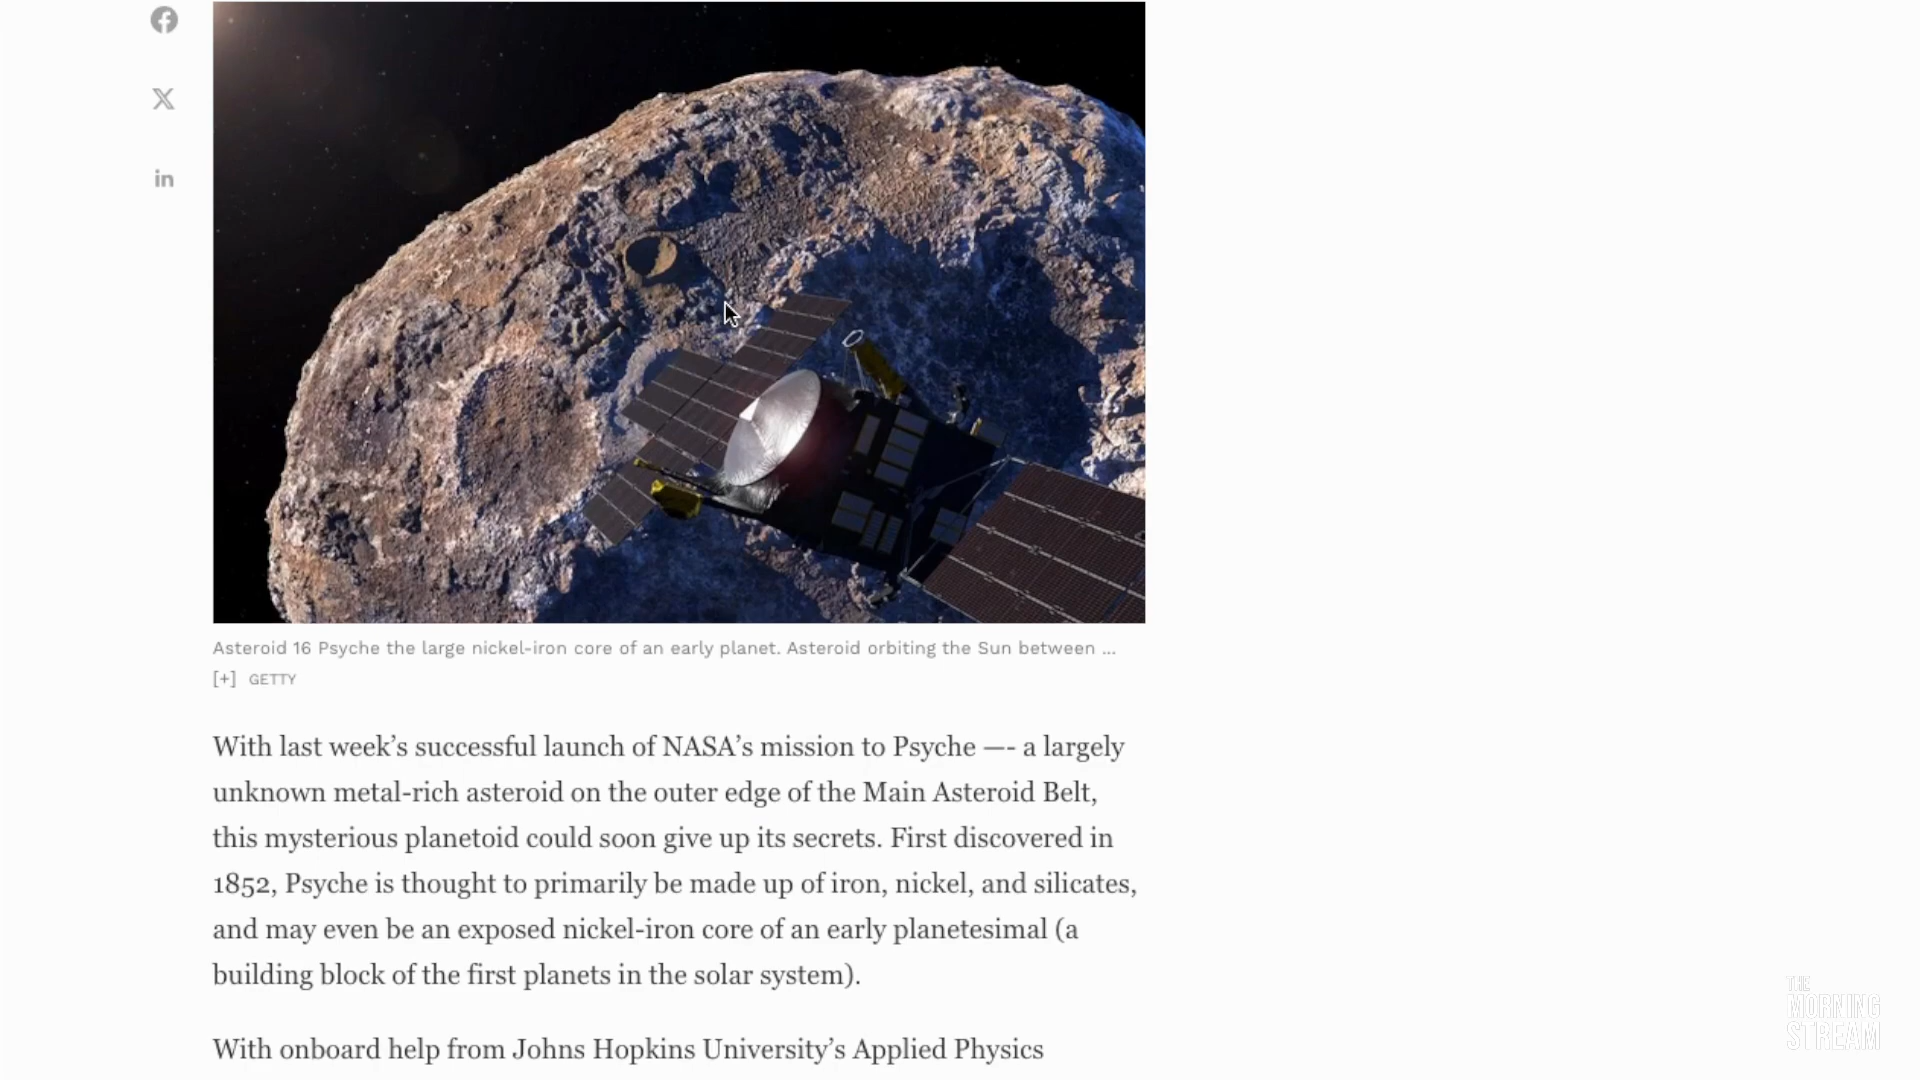 in
Asteroid 16 Psyche the large nickel-iron core of an early planet. Asteroid orbiting the Sun between ...
[+] GETTY
With last week’s successful launch of NASA’s mission to Psyche —- a largely
unknown metal-rich asteroid on the outer edge of the Main Asteroid Belt,
this mysterious planetoid could soon give up its secrets. First discovered in
1852, Psyche is thought to primarily be made up of iron, nickel, and silicates,
and may even be an exposed nickel-iron core of an early planetesimal (a
building block of the first planets in the solar system).
With onboard help from Johns Hopkins University’s Applied Physics
THE
MORNING
STREAM